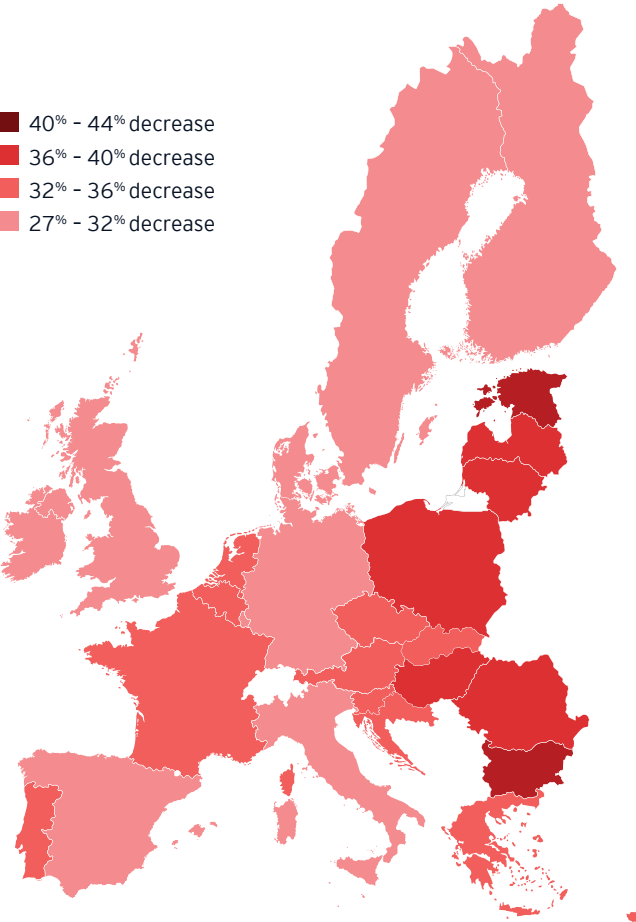 40% - 44% decrease
36% - 40% decrease
32% - 36% decrease
27% - 32% decrease